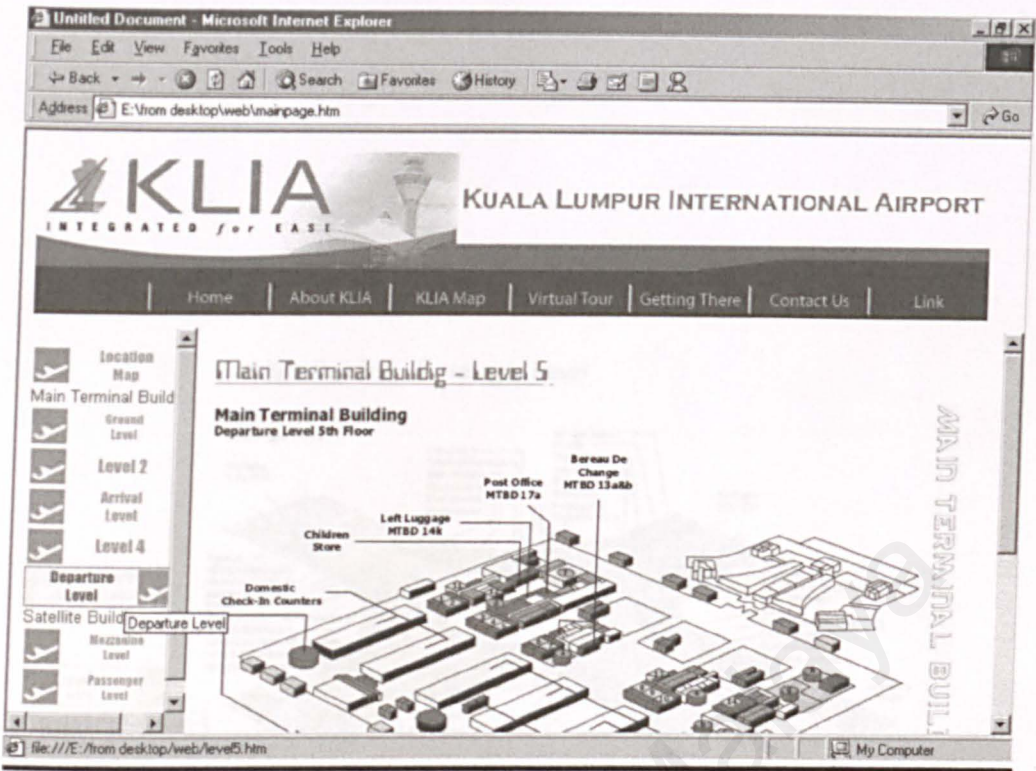 Untitled Document - Microsoft Internet Explorer
File Edit View Favorites Tools Help
Back Search Favorites History
Address E:\from desktop\web\mainpage.htm Go
KLIA
INTEGRATED for EASE
KUALA LUMPUR INTERNATIONAL AIRPORT
Home About KLIA KLIA Map Virtual Tour Getting There Contact Us Link
Location
Map
Main Terminal Build
Ground
Level
Level 2
Arrival
Level
Level 4
Departure
Level
Satellite Build
Departure Level
Mezzanine
Level
Passenger
Level
Main Terminal Buildig - Level 5
Main Terminal Building
Departure Level 5th Floor
Bereau De
Change
MTBD 13a&b
Post Office
MTBD 17a
Left Luggage
MTBD 14k
Children
Store
Domestic
Check-In Counters
MAIN TERMINAL BUIL
file:///E:/from desktop/web/level5.htm My Computer